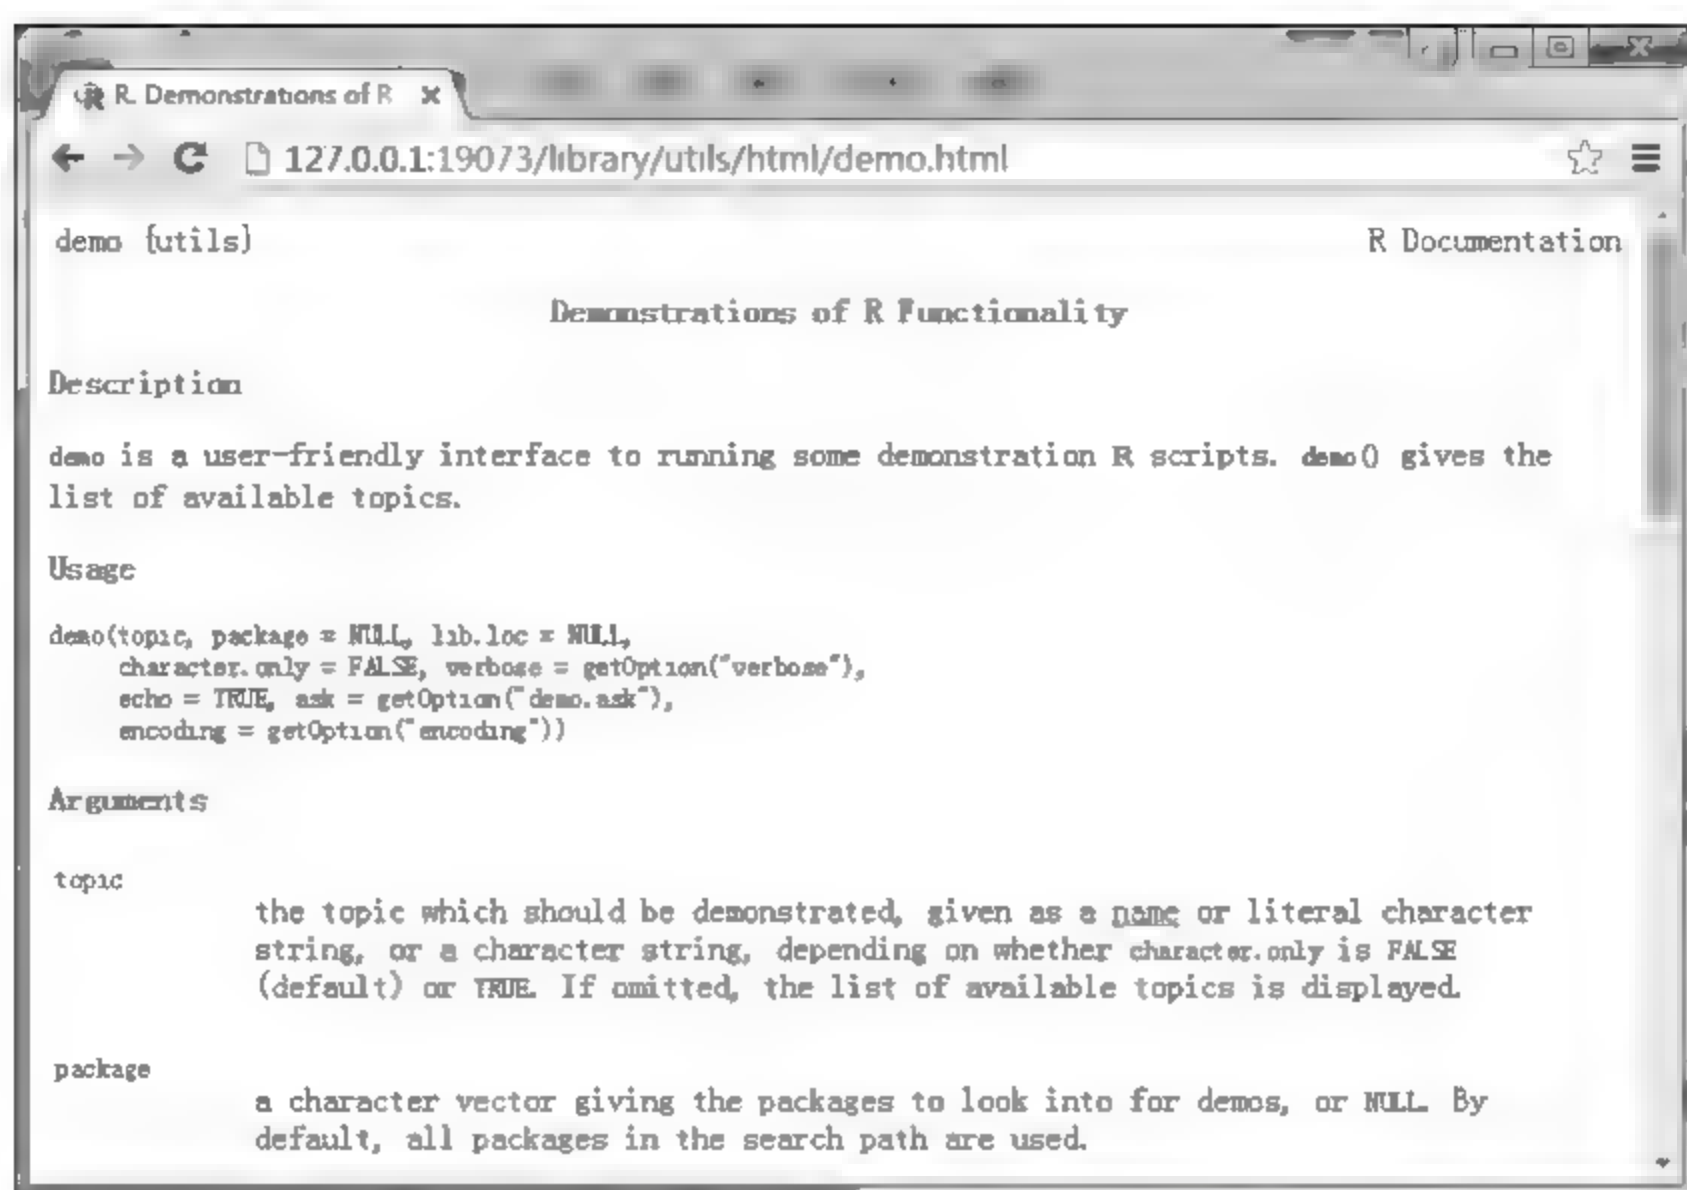 R. Demonstrations of R
127.0.0.1:19073/library/utils/html/demo.html
demo {utils}
R Documentation
Demonstrations of R Functionality
Description
demo is a user-friendly interface to running some demonstration R scripts. demo() gives the
list of available topics.
Usage
demo(topic, package = NULL, lib.loc = NULL,
character.only = FALSE, verbose = getOption("verbose"),
echo = TRUE, ask = getOption("demo.ask"),
encoding = getOption("encoding"))
Arguments
topic
the topic which should be demonstrated, given as a name or literal character
string, or a character string, depending on whether character.only is FALSE
(default) or TRUE. If omitted, the list of available topics is displayed.
package
a character vector giving the packages to look into for demos, or NULL. By
default, all packages in the search path are used.